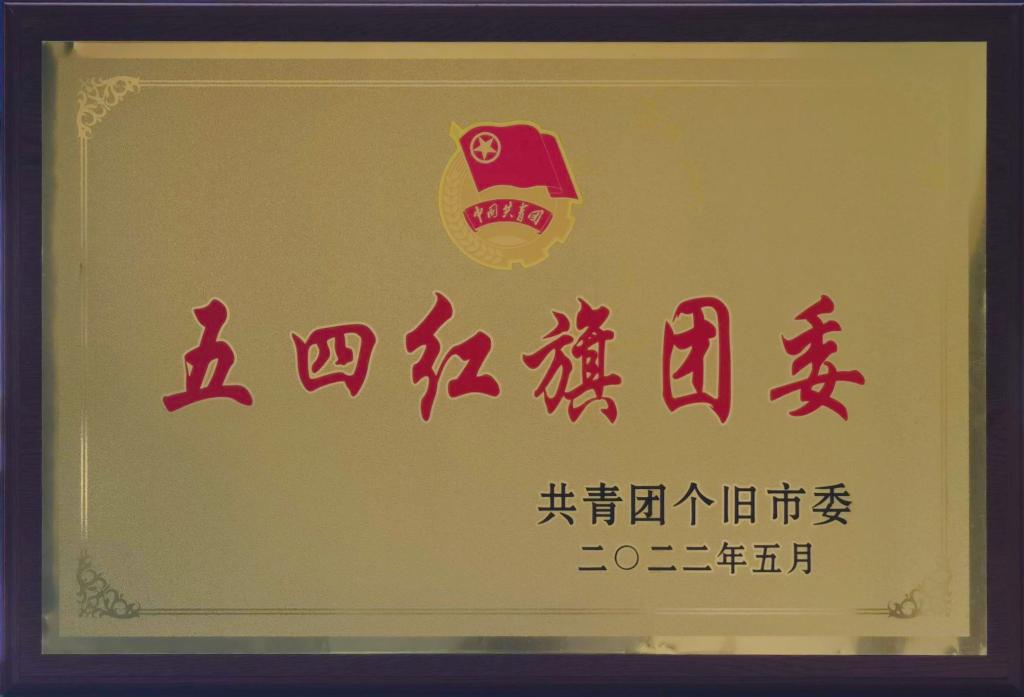 中国共青团
五四红旗团委
共青团个旧市委
二〇二二年五月